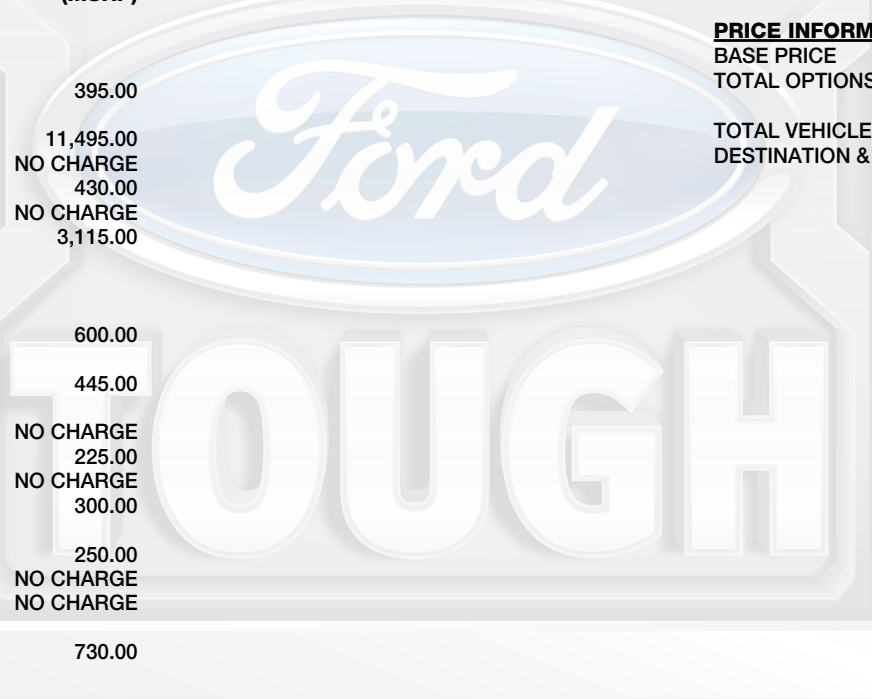 395.00
11,495.00
NO CHARGE
430.00
NO CHARGE
3,115.00
600.00
445.00
NO CHARGE
225.00
NO CHARGE
300.00
250.00
NO CHARGE
NO CHARGE
730.00
PRICE INFORM
BASE PRICE
TOTAL OPTIONS
TOTAL VEHICLE
DESTINATION &
Ford
TOUGH